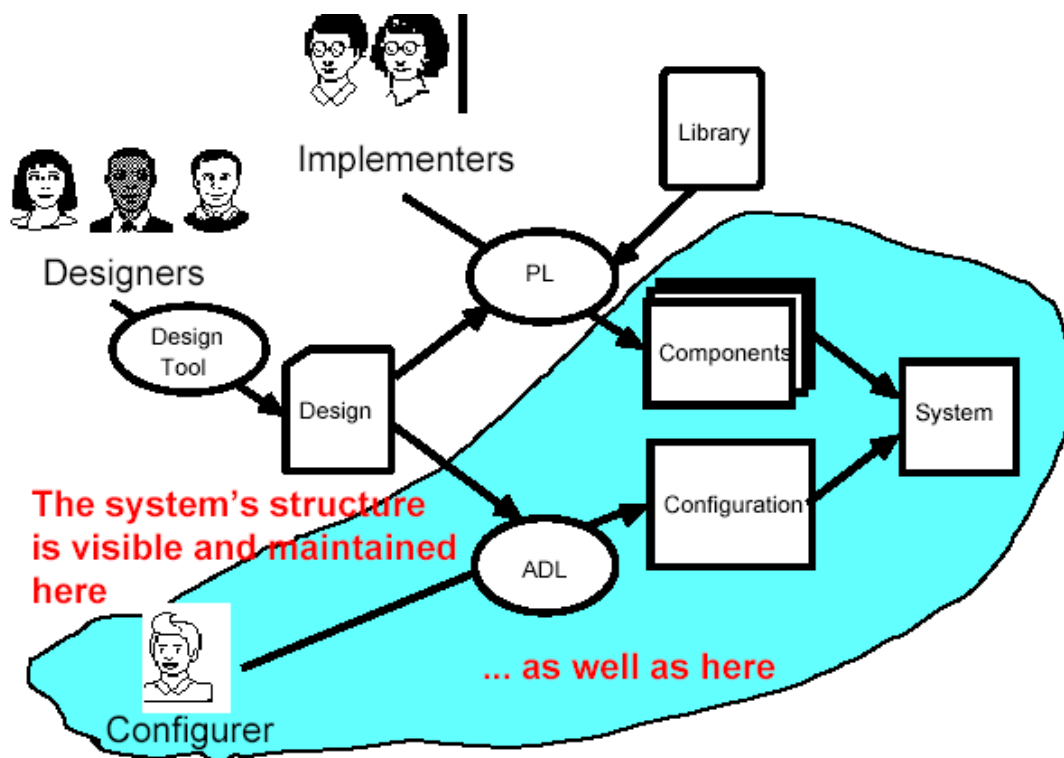 Implementers
Library
Designers
PL
Design
Tool
Components
Design
System
The system's structure
is visible and maintained
here
Configuration
ADL
... as well as here
Configurer